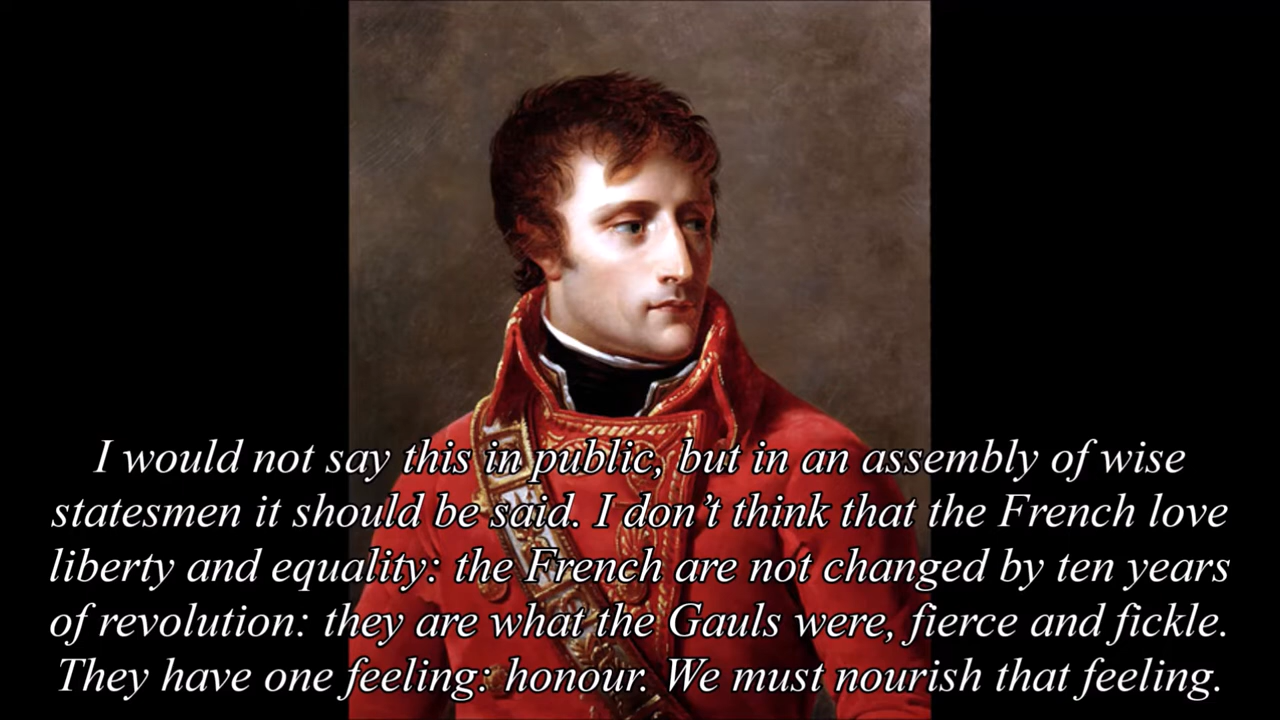 I would not say this in public, but in an assembly of wise
statesmen it should be said. I don’t think that the French love
liberty and equality: the French are not changed by ten years
of revolution: they are what the Gauls were, fierce and fickle.
They have one feeling: honour. We must nourish that feeling.